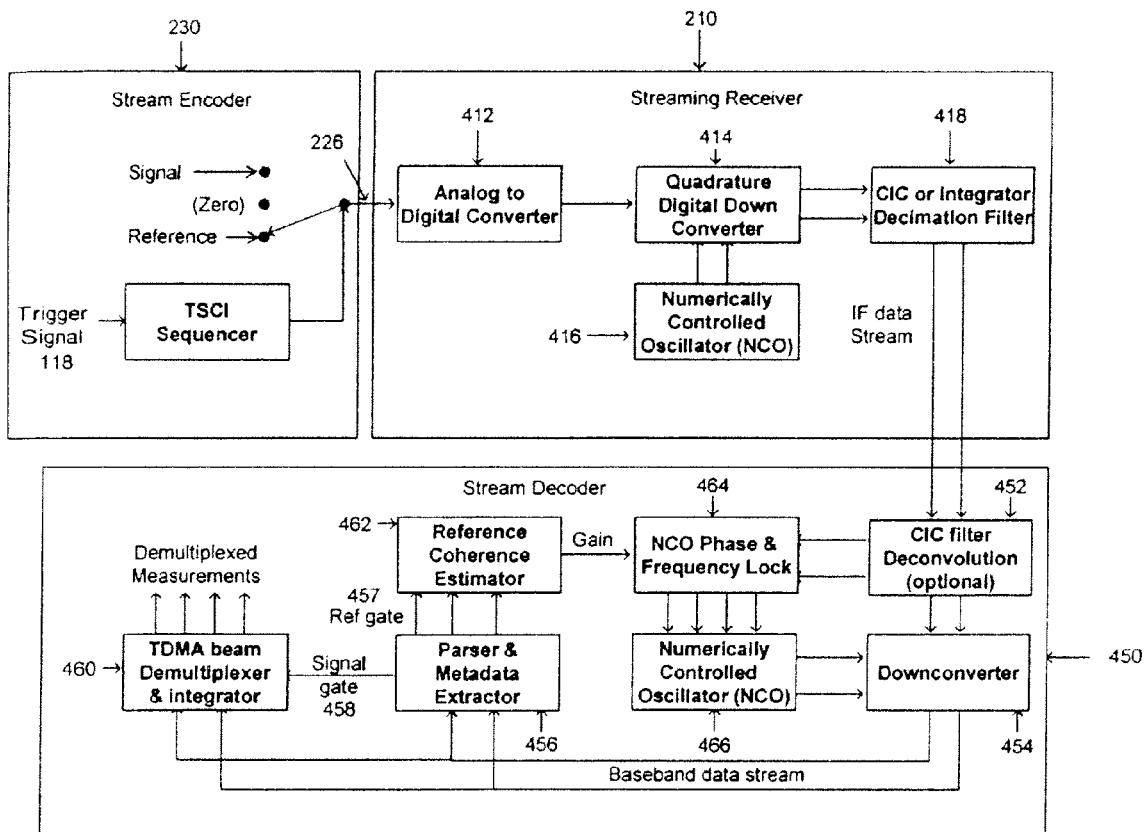 230
210
Stream Encoder
Streaming Receiver
412
414
418
226
Signal
(Zero)
Reference
Analog to
Digital Converter
Quadrature
Digital Down
Converter
CIC or Integrator
Decimation Filter
Trigger
Signal
118
TSCI
Sequencer
416
Numerically
Controlled
Oscillator (NCO)
IF data
Stream
Stream Decoder
464
452
462
Reference
Coherence
Estimator
Gain
NCO Phase &
Frequency Lock
CIC filter
Deconvolution
(optional)
Demultiplexed
Measurements
457
Ref gate
460
TDMA beam
Demultiplexer
& integrator
Signal
gate
458
Parser &
Metadata
Extractor
Numerically
Controlled
Oscillator (NCO)
Downconverter
450
456
466
454
Baseband data stream